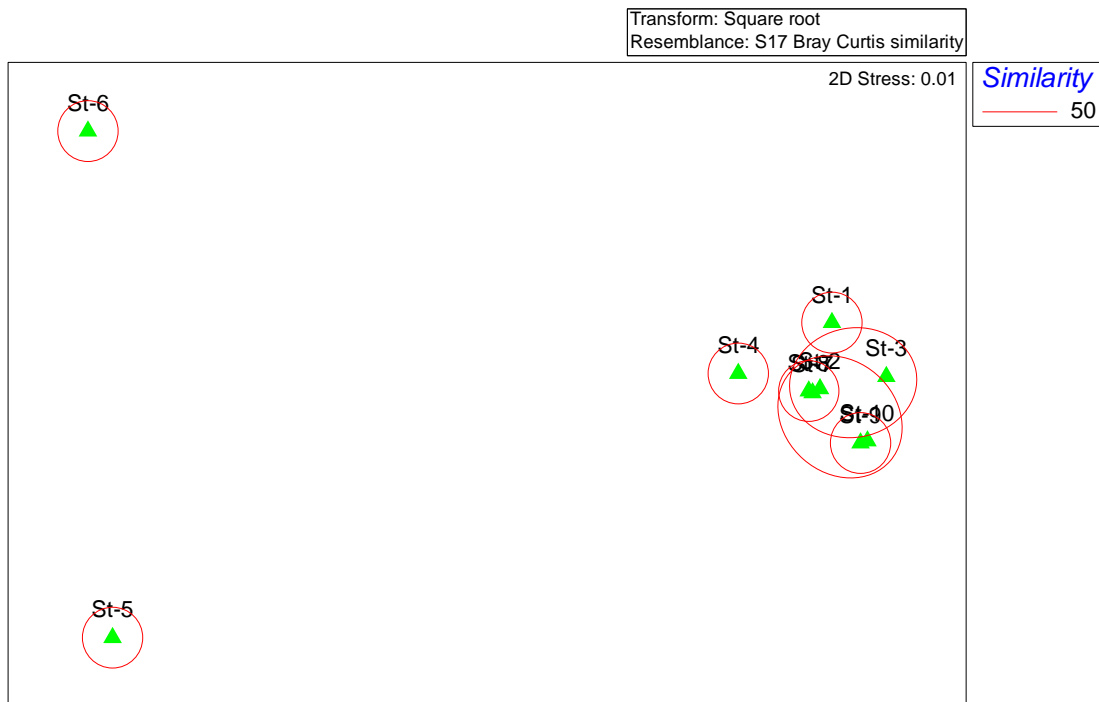 Transform: Square root
Resemblance: S17 Bray Curtis similarity
2D Stress: 0.01
Similarity
50
St-6
St-1
St-4
St-3
St-5